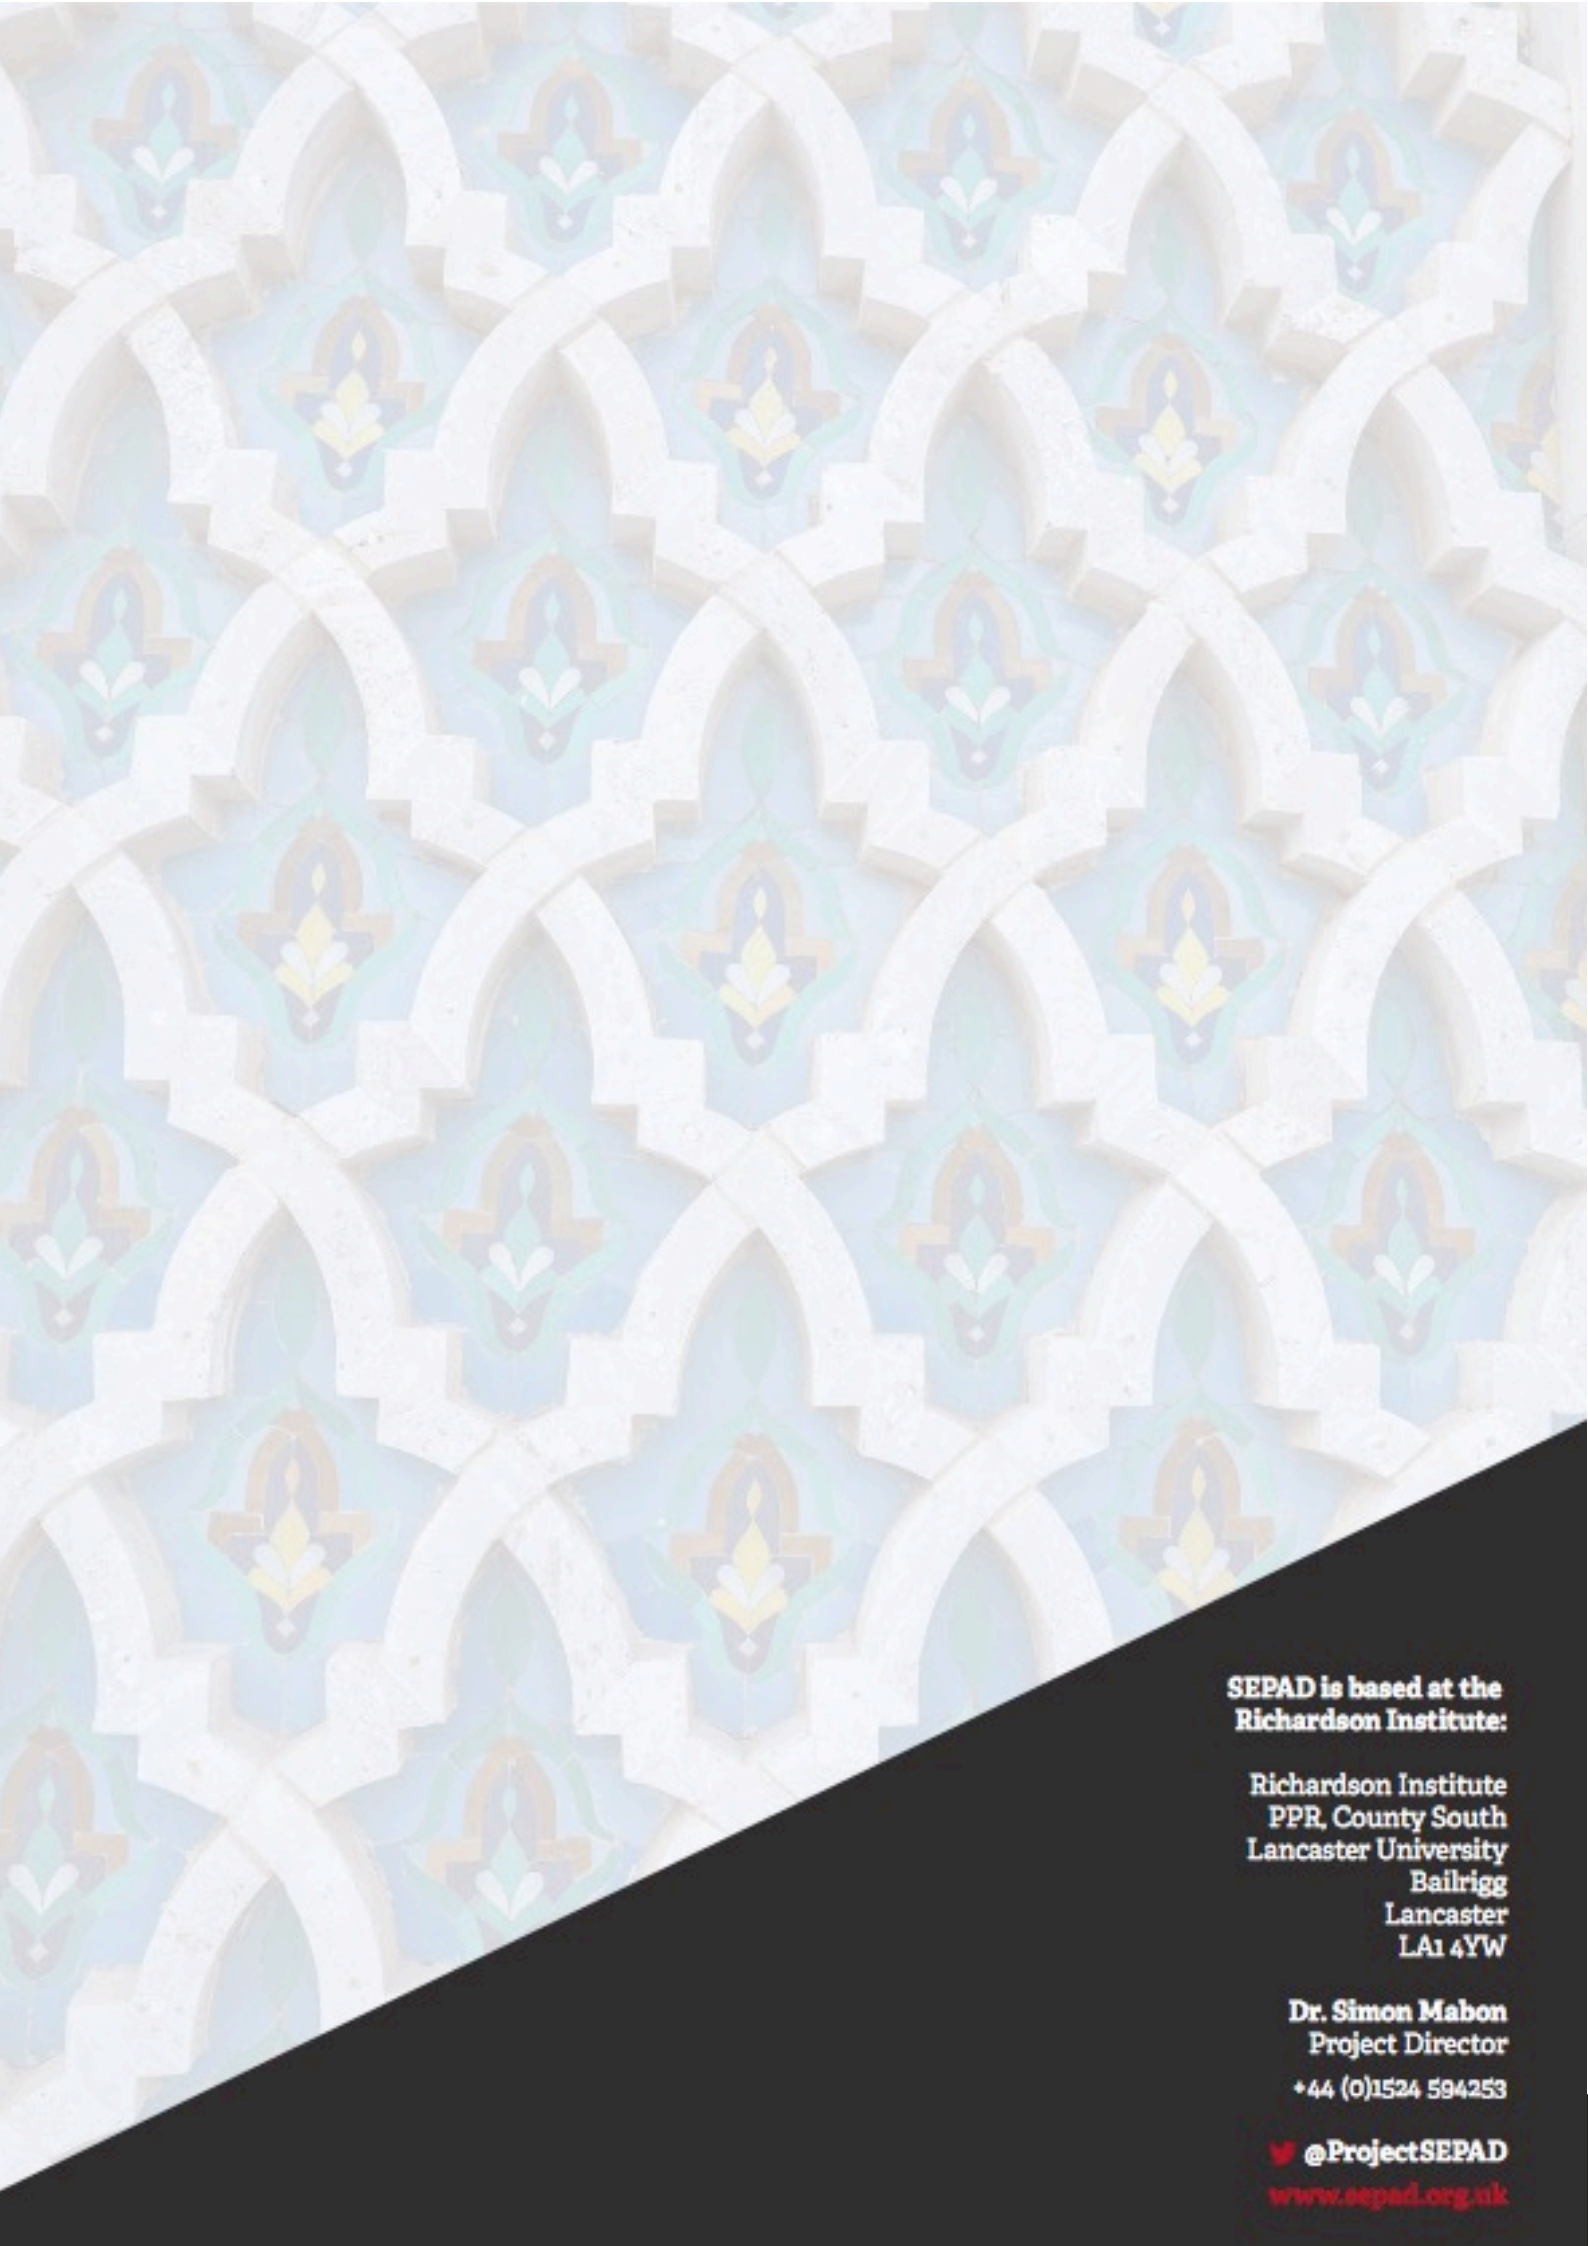 SEPAD is based at the
Richardson Institute:
Richardson Institute
PPR, County South
Lancaster University
Bailrigg
Lancaster
LA1 4YW
Dr. Simon Mabon
Project Director
+44 (0)1524 594253
@ProjectSEPAD
www.sepad.org.uk